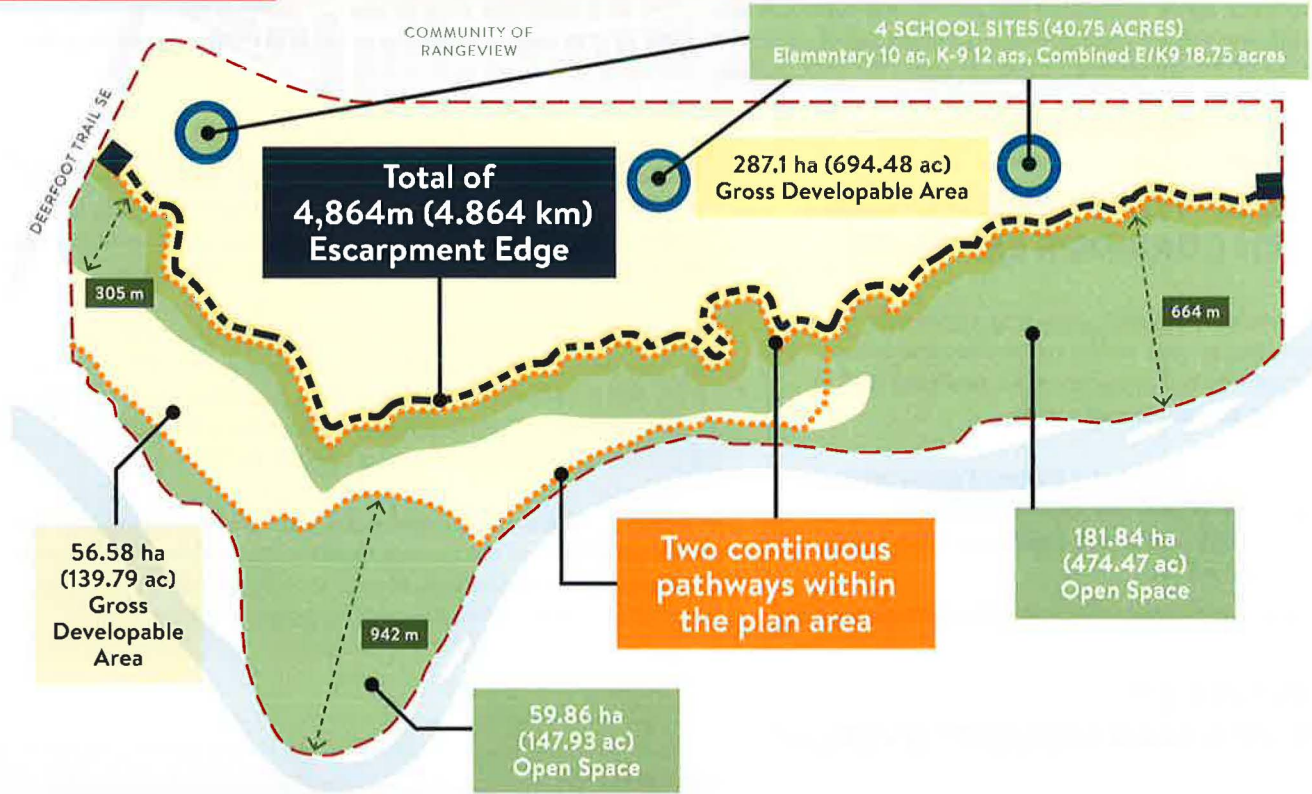 COMMUNITY OF
RANGEVIEW
4 SCHOOL SITES (40.75 ACRES)
Elementary 10 ac, K-9 12 acs, Combined E/K9 18.75 acres
DEERFOOT TRAIL SE
Total of
4,864m (4.864 km)
Escarpment Edge
287.1 ha (694.48 ac)
Gross Developable Area
305 m
664 m
56.58 ha
(139.79 ac)
Gross
Developable
Area
942 m
Two continuous
pathways within
the plan area
181.84 ha
(474.47 ac)
Open Space
59.86 ha
(147.93 ac)
Open Space